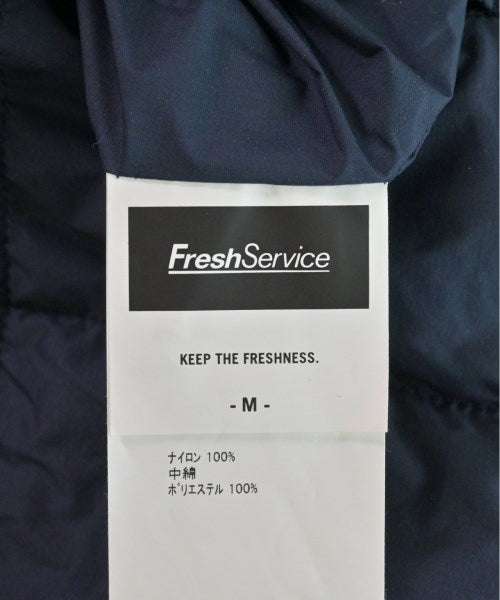 FreshService
KEEP THE FRESHNESS.
- M -
ナイロン 100%
中綿
ポリエステル 100%